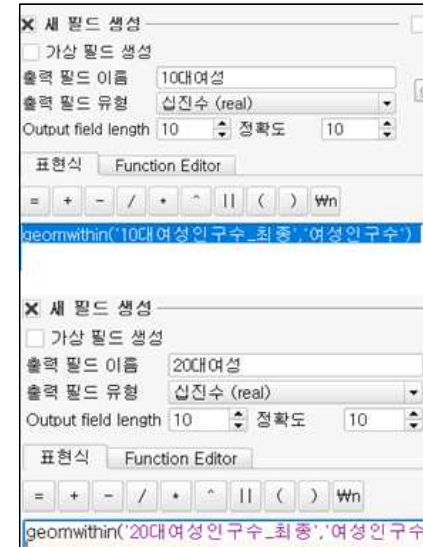 새 필드 생성
가상 필드 생성
출력 필드 이름 10대여성
출력 필드 유형 십진수 (real)
Output field length 10 정확도 10
표현식 Function Editor
= + - / * ^ || ( ) ₩n
geomwithin('10대여성인구수_최종','여성인구수')
새 필드 생성
가상 필드 생성
출력 필드 이름 20대여성
출력 필드 유형 십진수 (real)
Output field length 10 정확도 10
표현식 Function Editor
= + - / * ^ || ( ) ₩n
geomwithin('20대여성인구수_최종','여성인구수